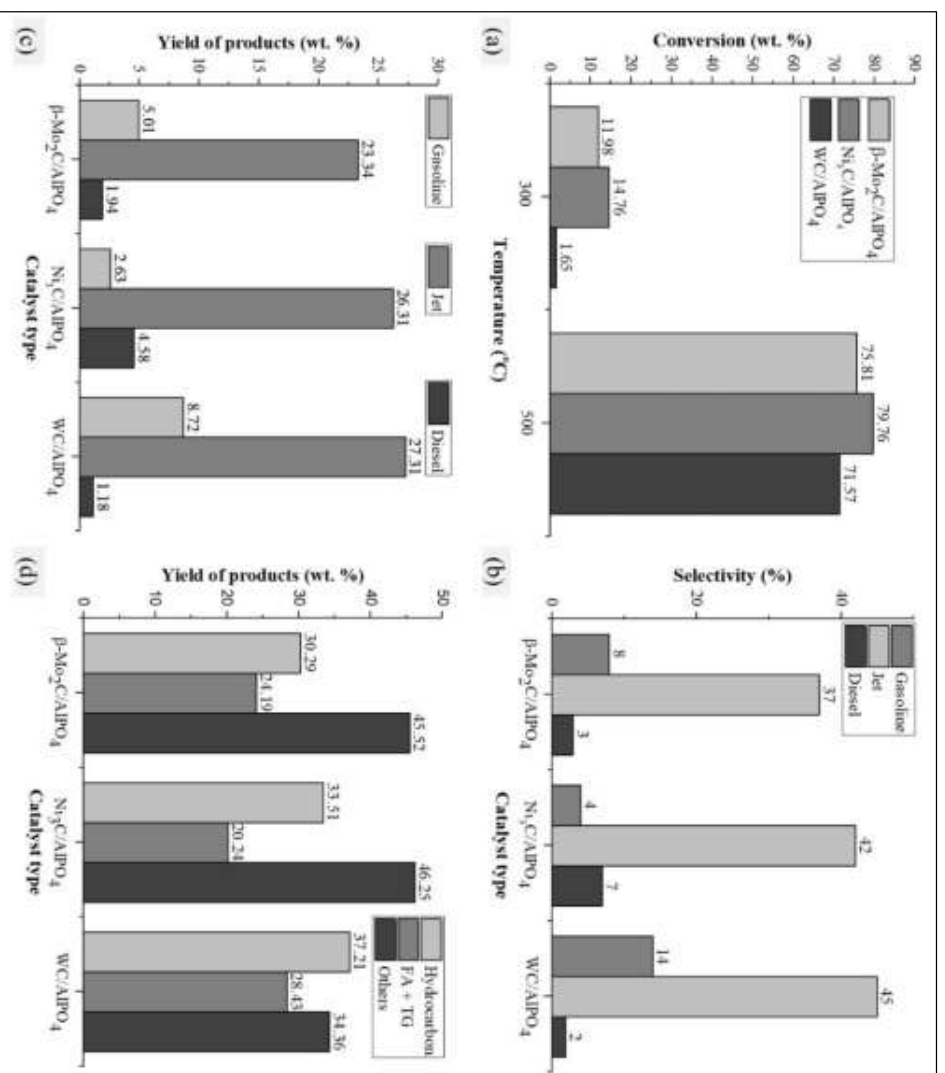 90
80
70
60
50
40
30
20
10
0
Conversion (wt. %)
β-Mo2C/AlPO4
Ni3C/AlPO4
WC/AlPO4
11.98
14.76
1.65
75.81
79.76
71.57
300
500
Temperature (°C)
(a)
40
20
0
Selectivity (%)
Gasoline
Jet
Diesel
8
37
3
4
42
7
14
45
2
β-Mo2C/AlPO4
Ni3C/AlPO4
WC/AlPO4
Catalyst type
(b)
30
25
20
15
10
5
0
Yield of products (wt. %)
Gasoline
Jet
Diesel
5.01
23.34
1.94
2.63
26.31
4.58
8.72
27.31
1.18
β-Mo2C/AlPO4
Ni3C/AlPO4
WC/AlPO4
Catalyst type
(c)
50
40
30
20
10
0
Yield of products (wt. %)
Hydrocarbon
FA + TG
Others
30.29
24.19
45.52
33.51
20.24
46.25
37.21
28.43
34.36
β-Mo2C/AlPO4
Ni3C/AlPO4
WC/AlPO4
Catalyst type
(d)